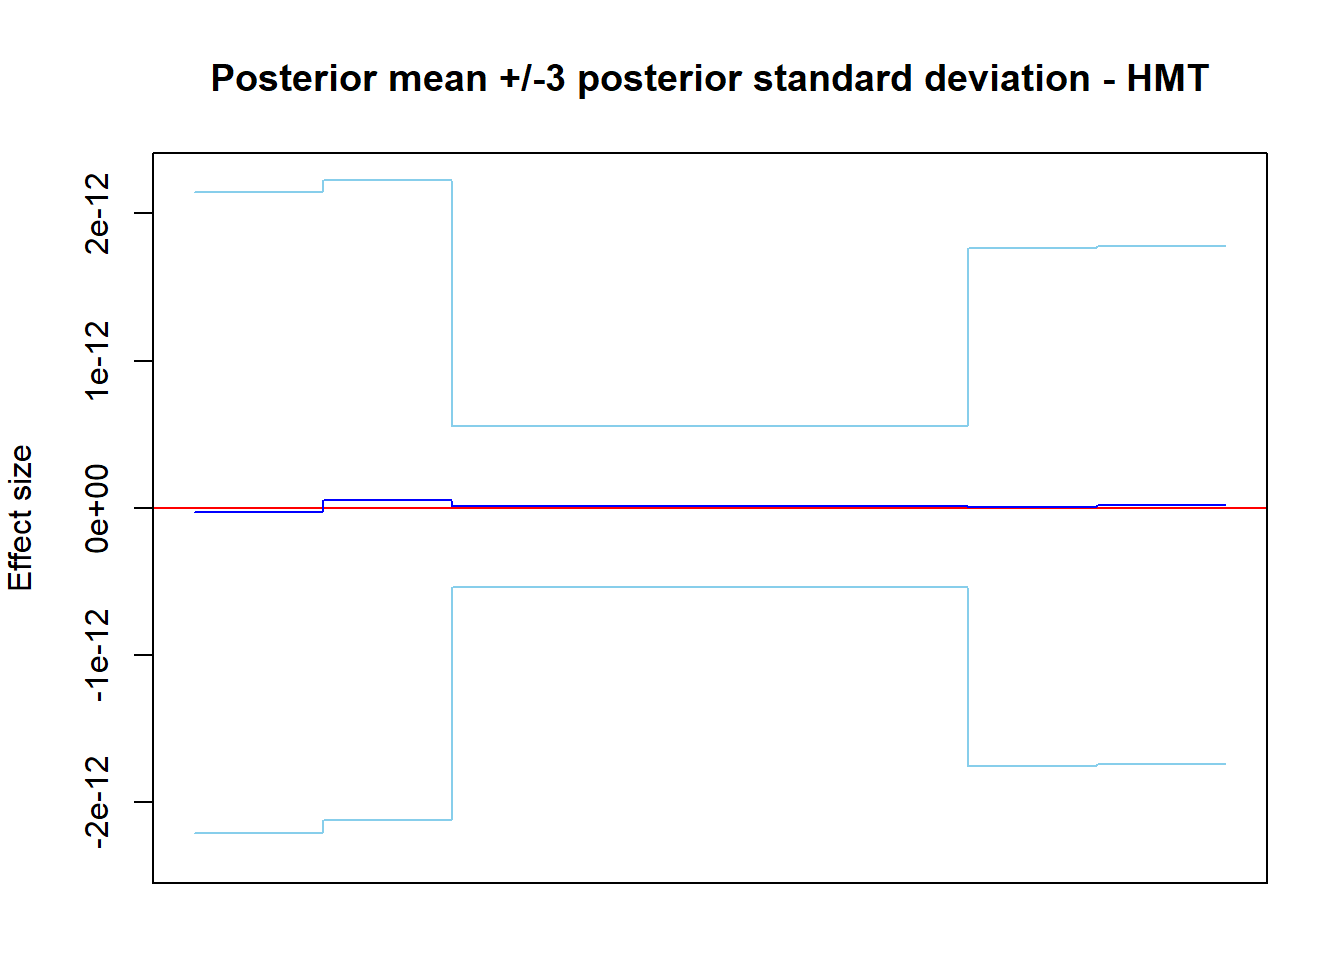 Posterior mean +/-3 posterior standard deviation - HMT
Effect size
2e-12
1e-12
0e+00
-1e-12
-2e-12